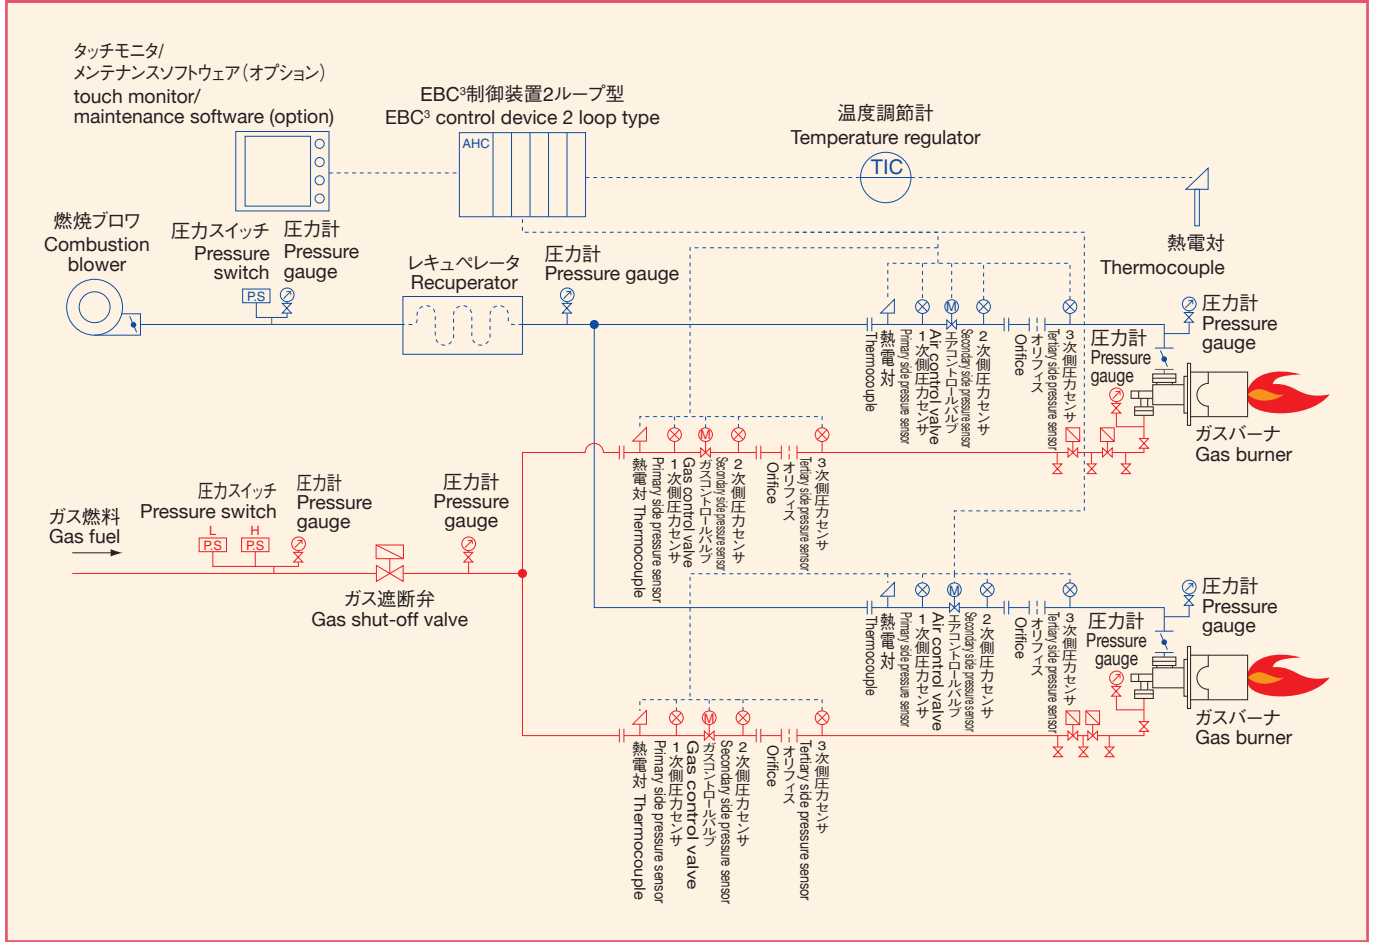 タッチモニタ/
メンテナンスソフトウェア(オプション)
touch monitor/
maintenance software (option)
EBC³制御装置2ループ型
EBC³ control device 2 loop type
AHC
温度調節計
Temperature regulator
TIC
熱電対
Thermocouple
燃焼ブロワ
Combustion
blower
圧力スイッチ
Pressure
switch
P.S
圧力計
Pressure
gauge
レキュペレータ
Recuperator
圧力計
Pressure gauge
M
熱電対
Thermocouple
1次側圧力センサ
Primary side pressure sensor
エアコントロールバルブ
Air control valve
2次側圧力センサ
Secondary side pressure sensor
オリフィス
Orifice
3次側圧力センサ
Tertiary side pressure sensor
圧力計
Pressure
gauge
圧力計
Pressure
gauge
ガスバーナ
Gas burner
M
熱電対 Thermocouple
1次側圧力センサ
Primary side pressure sensor
ガスコントロールバルブ
Gas control valve
2次側圧力センサ
Secondary side pressure sensor
オリフィス
Orifice
3次側圧力センサ
Tertiary side pressure sensor
ガス燃料
Gas fuel
圧力スイッチ
Pressure switch
L
P.S
H
P.S
圧力計
Pressure
gauge
ガス遮断弁
Gas shut-off valve
圧力計
Pressure
gauge
M
熱電対
Thermocouple
1次側圧力センサ
Primary side pressure sensor
エアコントロールバルブ
Air control valve
2次側圧力センサ
Secondary side pressure sensor
オリフィス
Orifice
3次側圧力センサ
Tertiary side pressure sensor
圧力計
Pressure
gauge
圧力計
Pressure
gauge
ガスバーナ
Gas burner
M
熱電対 Thermocouple
1次側圧力センサ
Primary side pressure sensor
ガスコントロールバルブ
Gas control valve
2次側圧力センサ
Secondary side pressure sensor
オリフィス
Orifice
3次側圧力センサ
Tertiary side pressure sensor